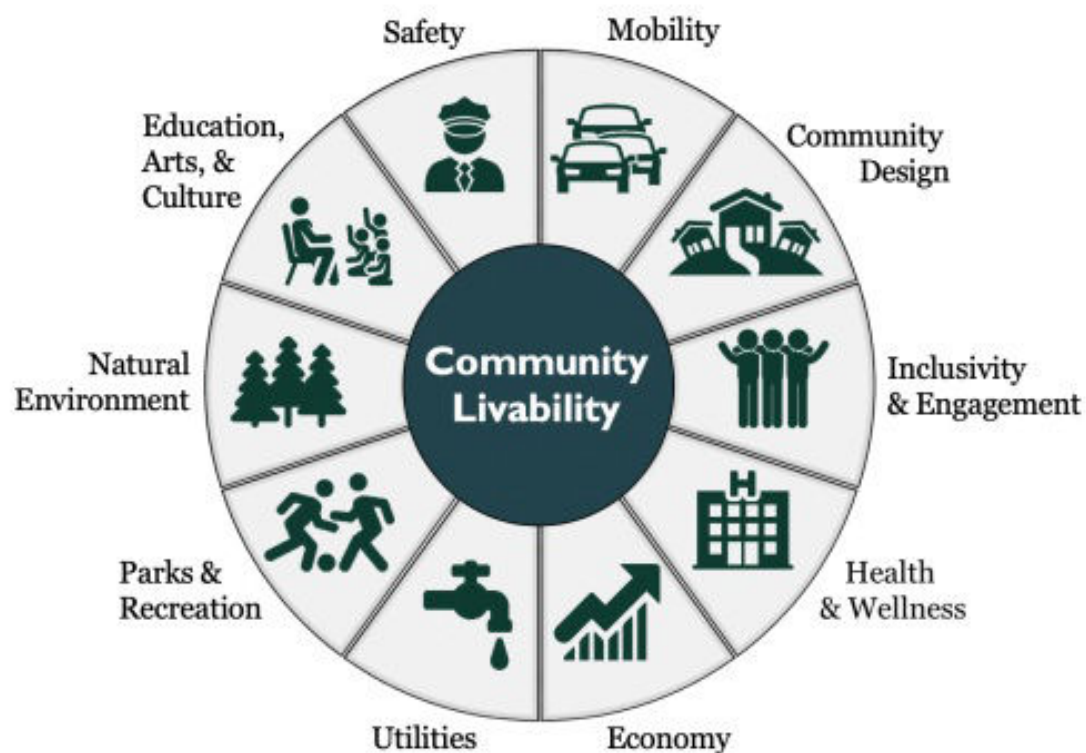 Safety
Mobility
Education,
Arts, &
Culture
Community
Design
Natural
Environment
Community
Livability
Inclusivity
& Engagement
H
Parks &
Recreation
Health
& Wellness
Utilities
Economy